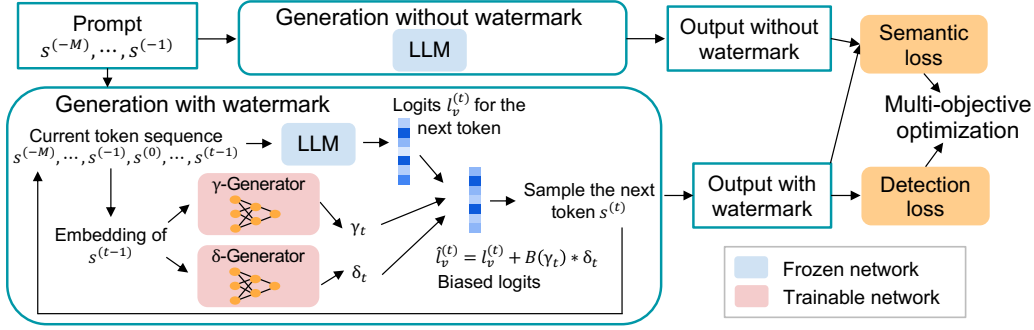 Prompt
s^(-M), ⋯, s^(-1)
Generation without watermark
LLM
Output without
watermark
Semantic
loss
Multi-objective
optimization
Generation with watermark
Current token sequence
s^(-M), ⋯, s^(-1), s^(0), ⋯, s^(t-1)
LLM
Logits l_v^(t) for the
next token
γ-Generator
γ_t
Embedding of
s^(t-1)
δ-Generator
δ_t
l̂_v^(t) = l_v^(t) + B(γ_t) * δ_t
Biased logits
Sample the next
token s^(t)
Output with
watermark
Detection
loss
Frozen network
Trainable network